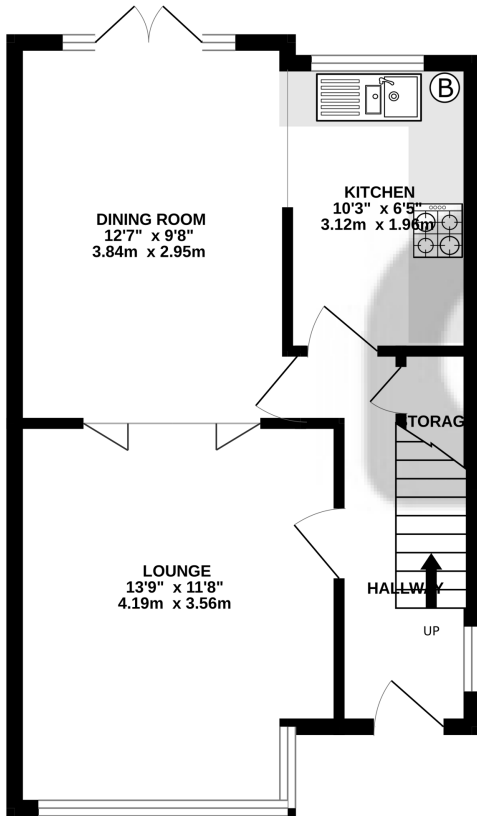 B
KITCHEN
10'3" x 6'5"
3.12m x 1.96m
DINING ROOM
12'7" x 9'8"
3.84m x 2.95m
STORAG
LOUNGE
13'9" x 11'8"
4.19m x 3.56m
HALLWAY
UP